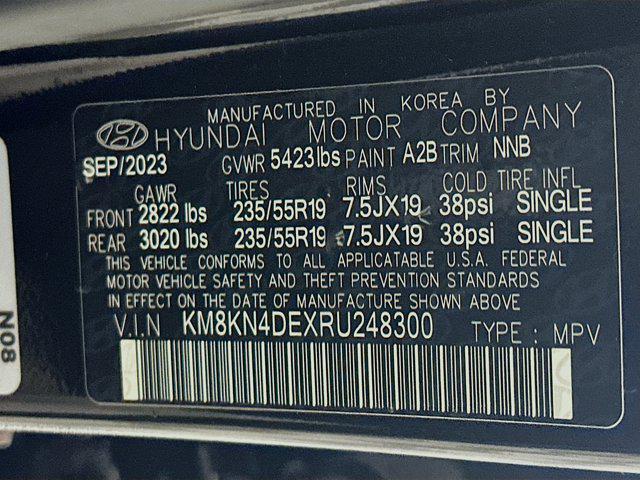 MANUFACTURED IN KOREA BY
HYUNDAI MOTOR COMPANY
SEP/2023 GVWR 5423lbs PAINT A2B TRIM NNB
GAWR TIRES RIMS COLD TIRE INFL
FRONT 2822 lbs 235/55R19 7.5JX19 38psi SINGLE
REAR 3020 lbs 235/55R19 7.5JX19 38psi SINGLE
THIS VEHICLE CONFORMS TO ALL APPLICATABLE U.S.A. FEDERAL
MOTOR VEHICLE SAFETY AND THEFT PREVENTION STANDARDS
IN EFFECT ON THE DATE OF MANUFACTURE SHOWN ABOVE
V.I.N KM8KN4DEXRU248300 TYPE : MPV
N08